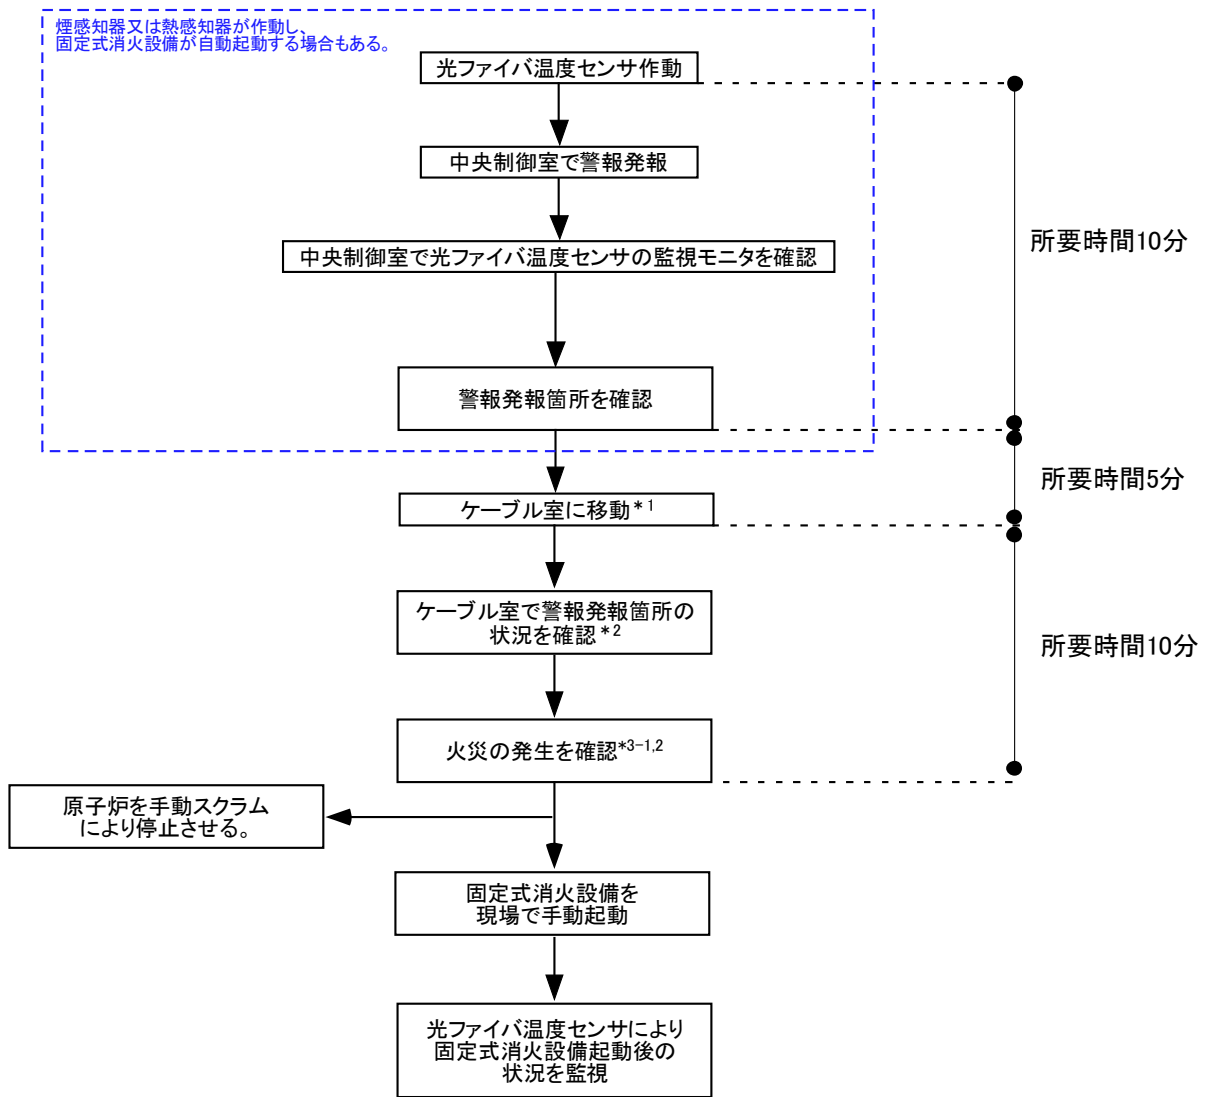 煙感知器又は熱感知器が作動し、
固定式消火設備が自動起動する場合もある。
光ファイバ温度センサ作動
中央制御室で警報発報
中央制御室で光ファイバ温度センサの監視モニタを確認
所要時間10分
警報発報箇所を確認
所要時間5分
ケーブル室に移動*1
ケーブル室で警報発報箇所の
状況を確認*2
所要時間10分
火災の発生を確認*3-1,2
原子炉を手動スクラム
により停止させる。
固定式消火設備を
現場で手動起動
光ファイバ温度センサにより
固定式消火設備起動後の
状況を監視